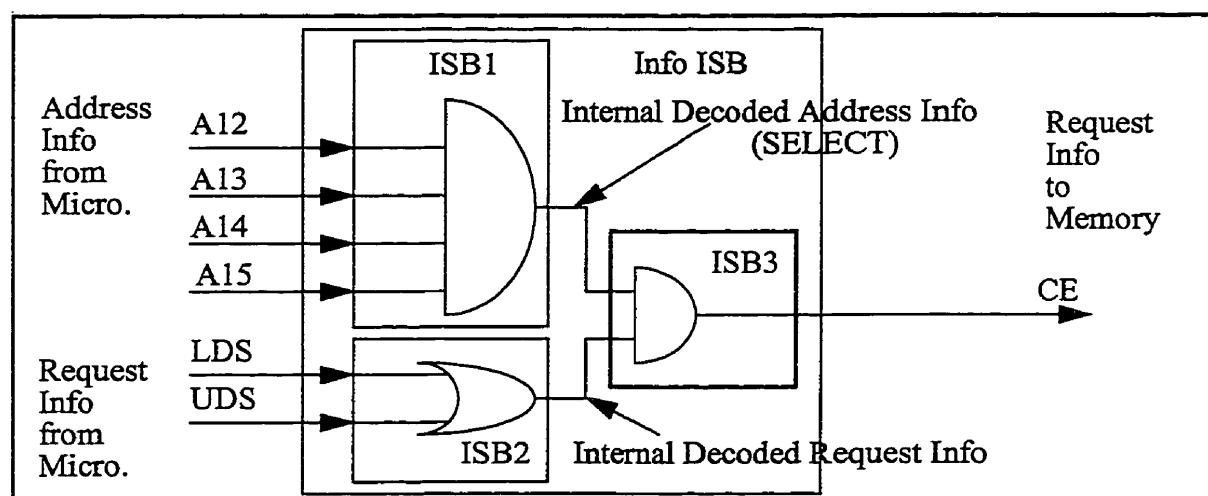 ISB1
Info ISB
Address
Info
from
Micro.
A12
A13
A14
A15
Internal Decoded Address Info
(SELECT)
Request
Info
to
Memory
ISB3
CE
Request
Info
from
Micro.
LDS
UDS
ISB2
Internal Decoded Request Info